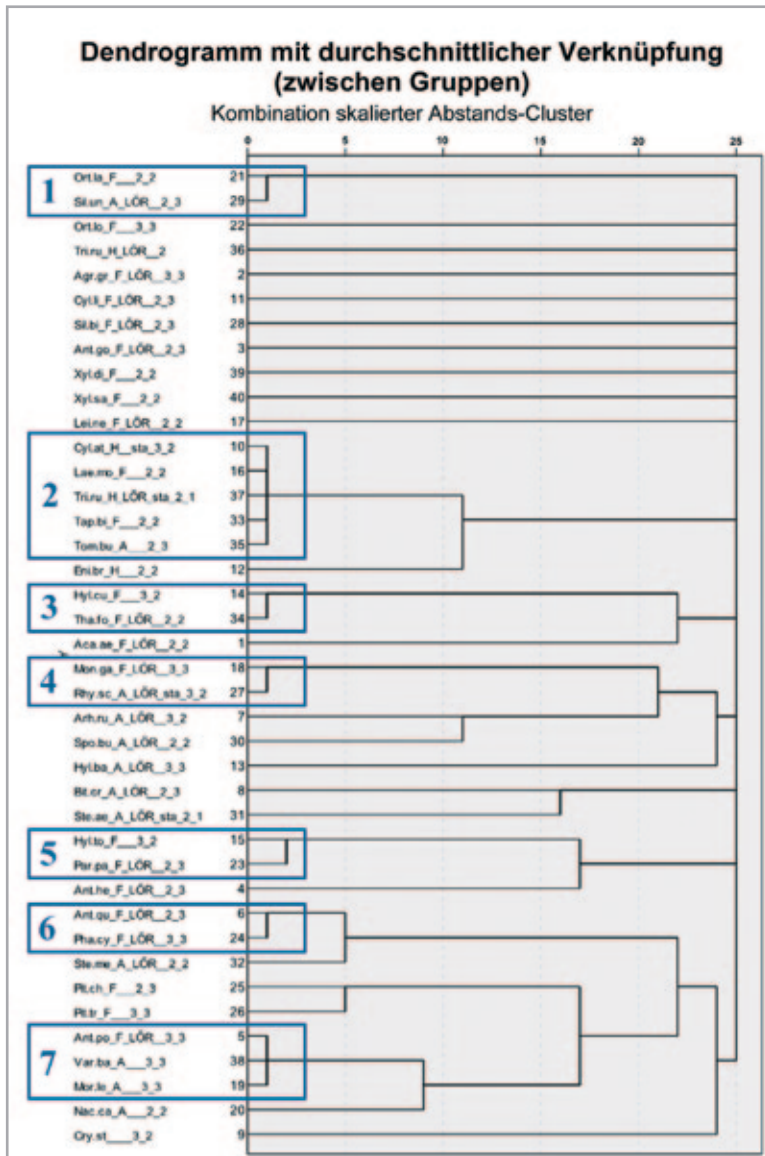 Dendrogramm mit durchschnittlicher Verknüpfung
(zwischen Gruppen)
Kombination skalierter Abstands-Cluster
0 5 10 15 20 25
1
Ort.la_F___2_2 21
Sil.un_A_LÖR__2_3 29
Ort.lo_F___3_3 22
Tri.ru_H_LÖR__2 36
Agr.gr_F_LÖR__3_3 2
Cyl.li_F_LÖR__2_3 11
Sil.bi_F_LÖR__2_3 28
Ant.go_F_LÖR__2_3 3
Xyl.di_F___2_2 39
Xyl.sa_F___2_2 40
Lei.ne_F_LÖR__2_2 17
2
Cyl.at_H__sta_3_2 10
Lae.mo_F___2_2 16
Tri.ru_H_LÖR_sta_2_1 37
Tap.bi_F___2_2 33
Tom.bu_A___2_3 35
Eni.br_H___2_2 12
3
Hyl.cu_F___3_2 14
Tha.fo_F_LÖR__2_2 34
Aca.ae_F_LÖR__2_2 1
4
Mon.ga_F_LÖR__3_3 18
Rhy.sc_A_LÖR_sta_3_2 27
Arh.ru_A_LÖR__3_2 7
Spo.bu_A_LÖR__2_2 30
Hyl.ba_A_LÖR__3_3 13
Bit.cr_A_LÖR__2_3 8
Ste.ae_A_LÖR_sta_2_1 31
5
Hyl.to_F___3_2 15
Par.pa_F_LÖR__2_3 23
Ant.he_F_LÖR__2_3 4
6
Ant.qu_F_LÖR__2_3 6
Pha.cy_F_LÖR__3_3 24
Ste.me_A_LÖR__2_2 32
Pit.ch_F___2_3 25
Pit.tr_F___3_3 26
7
Ant.po_F_LÖR__3_3 5
Var.ba_A___3_3 38
Mor.le_A___3_3 19
Nac.ca_A___2_2 20
Cry.st____3_2 9